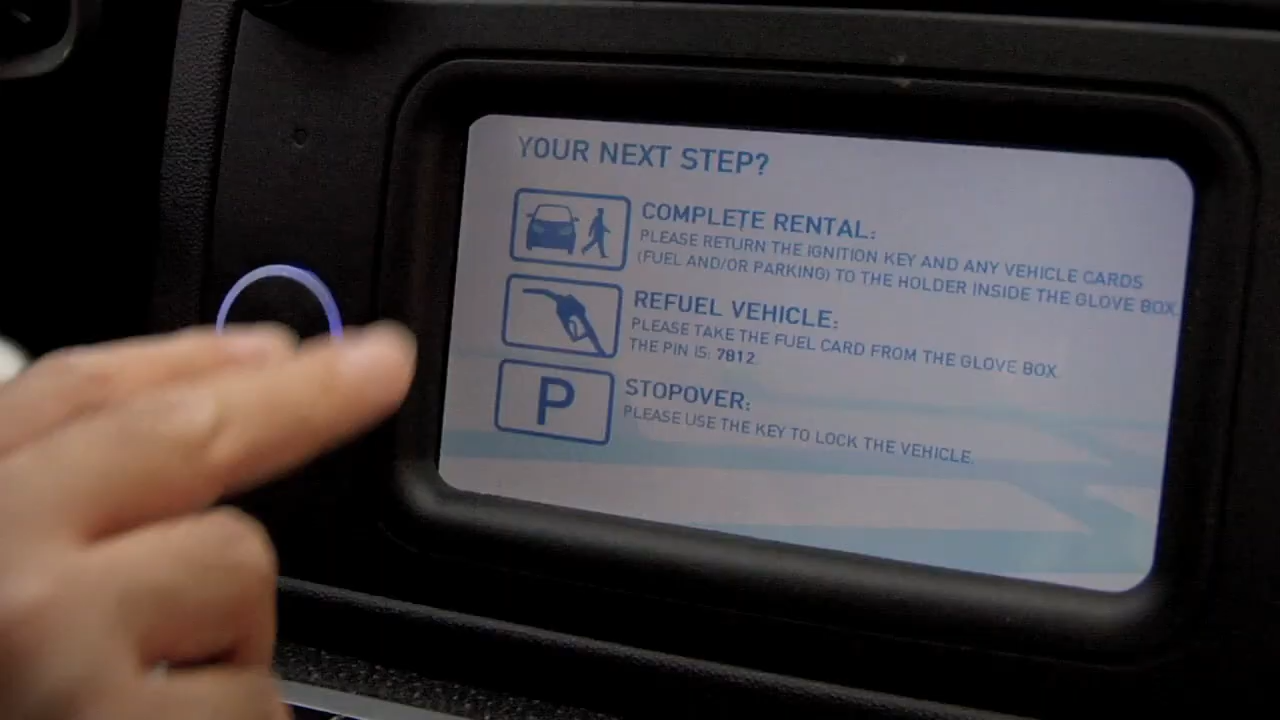 YOUR NEXT STEP?
COMPLETE RENTAL:
PLEASE RETURN THE IGNITION KEY AND ANY VEHICLE CARDS
(FUEL AND/OR PARKING) TO THE HOLDER INSIDE THE GLOVE BOX.
REFUEL VEHICLE:
PLEASE TAKE THE FUEL CARD FROM THE GLOVE BOX.
THE PIN IS: 7812.
P
STOPOVER:
PLEASE USE THE KEY TO LOCK THE VEHICLE.